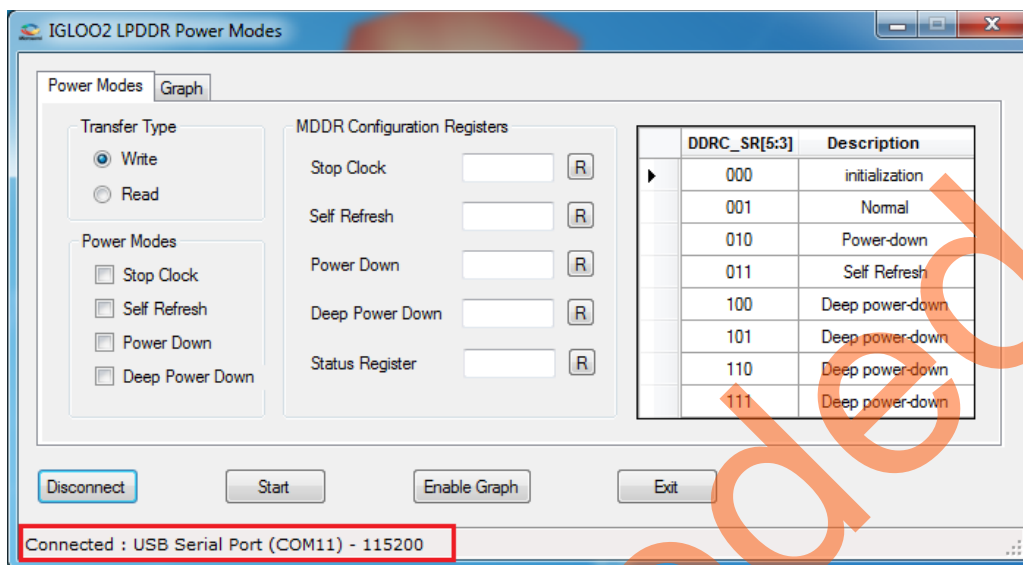 IGLOO2 LPDDR Power Modes
Power Modes Graph
Transfer Type
Write
Read
Power Modes
Stop Clock
Self Refresh
Power Down
Deep Power Down
MDDR Configuration Registers
Stop Clock R
Self Refresh R
Power Down R
Deep Power Down R
Status Register R
DDRC_SR[5:3] Description
000 initialization
001 Normal
010 Power-down
011 Self Refresh
100 Deep power-down
101 Deep power-down
110 Deep power-down
111 Deep power-down
Disconnect Start Enable Graph Exit
Connected : USB Serial Port (COM11) - 115200